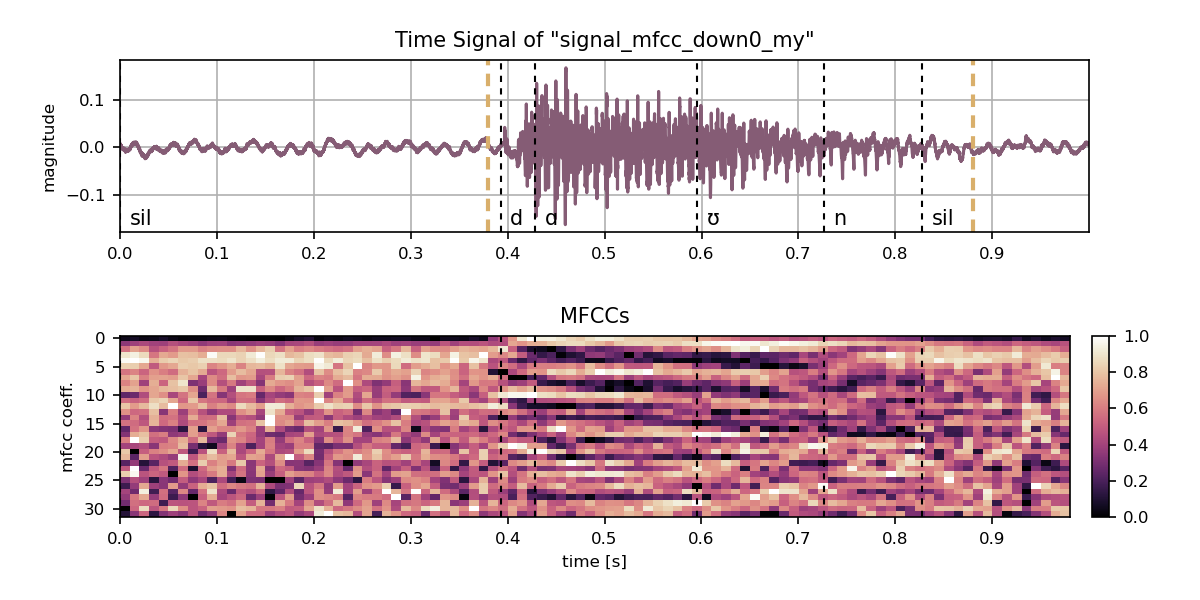 Time Signal of "signal_mfcc_down0_my"
magnitude
0.1
0.0
−0.1
sil d ɑ ʊ n sil
0.0 0.1 0.2 0.3 0.4 0.5 0.6 0.7 0.8 0.9
MFCCs
mfcc coeff.
0
5
10
15
20
25
30
1.0
0.8
0.6
0.4
0.2
0.0
0.0 0.1 0.2 0.3 0.4 0.5 0.6 0.7 0.8 0.9
time [s]